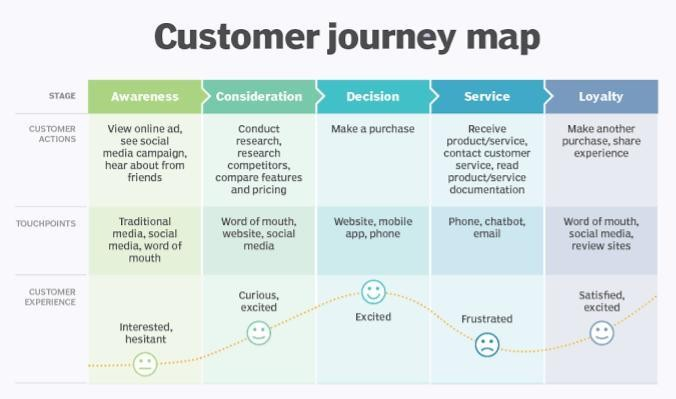 Customer journey map
STAGE
Awareness
Consideration
Decision
Service
Loyalty
CUSTOMER
ACTIONS
View online ad,
see social
media campaign,
hear about from
friends
Conduct
research,
research
competitors,
compare features
and pricing
Make a purchase
Receive
product/service,
contact customer
service, read
product/service
documentation
Make another
purchase, share
experience
TOUCHPOINTS
Traditional
media, social
media, word of
mouth
Word of mouth,
website, social
media
Website, mobile
app, phone
Phone, chatbot,
email
Word of mouth,
social media,
review sites
CUSTOMER
EXPERIENCE
Interested,
hesitant
Curious,
excited
Excited
Frustrated
Satisfied,
excited